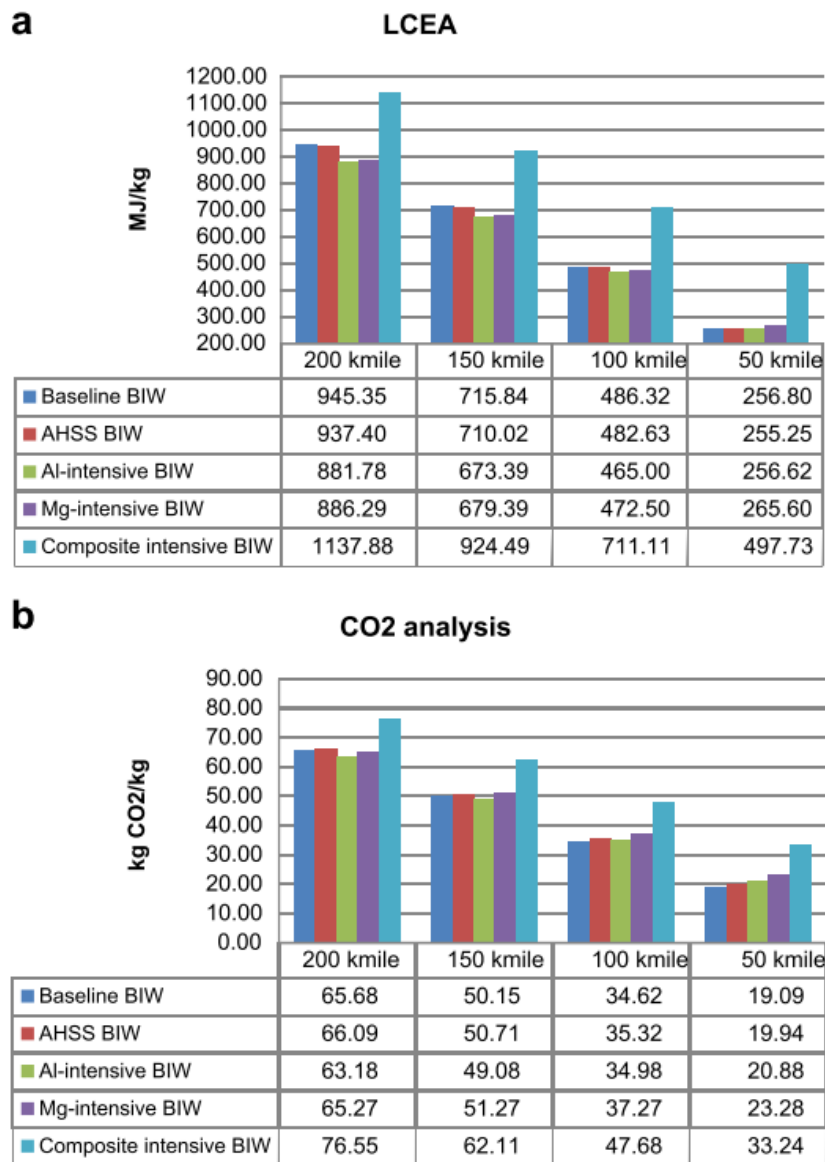 a
LCEA
1200.00
1100.00
1000.00
900.00
800.00
700.00
600.00
500.00
400.00
300.00
200.00
MJ/kg
200 kmile 150 kmile 100 kmile 50 kmile
Baseline BIW 945.35 715.84 486.32 256.80
AHSS BIW 937.40 710.02 482.63 255.25
Al-intensive BIW 881.78 673.39 465.00 256.62
Mg-intensive BIW 886.29 679.39 472.50 265.60
Composite intensive BIW 1137.88 924.49 711.11 497.73
b
CO2 analysis
90.00
80.00
70.00
60.00
50.00
40.00
30.00
20.00
10.00
0.00
kg CO2/kg
200 kmile 150 kmile 100 kmile 50 kmile
Baseline BIW 65.68 50.15 34.62 19.09
AHSS BIW 66.09 50.71 35.32 19.94
Al-intensive BIW 63.18 49.08 34.98 20.88
Mg-intensive BIW 65.27 51.27 37.27 23.28
Composite intensive BIW 76.55 62.11 47.68 33.24